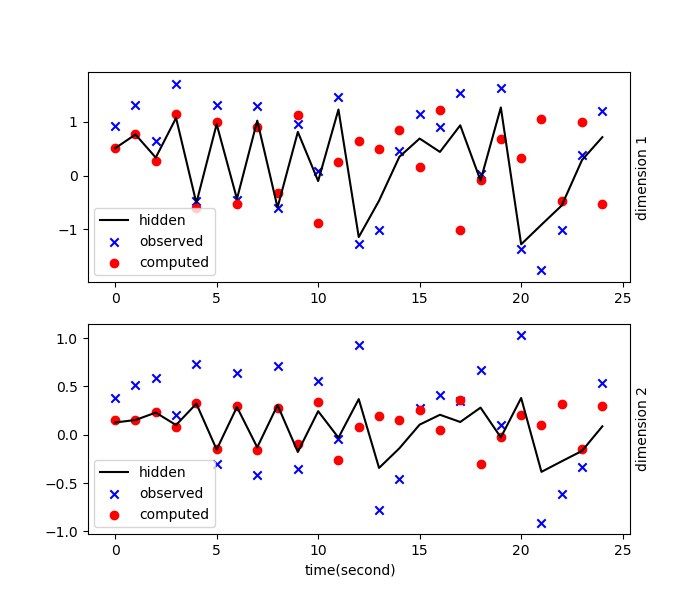 1
0
−1
hidden
observed
computed
0 5 10 15 20 25
dimension 1
1.0
0.5
0.0
−0.5
−1.0
hidden
observed
computed
0 5 10 15 20 25
time(second)
dimension 2